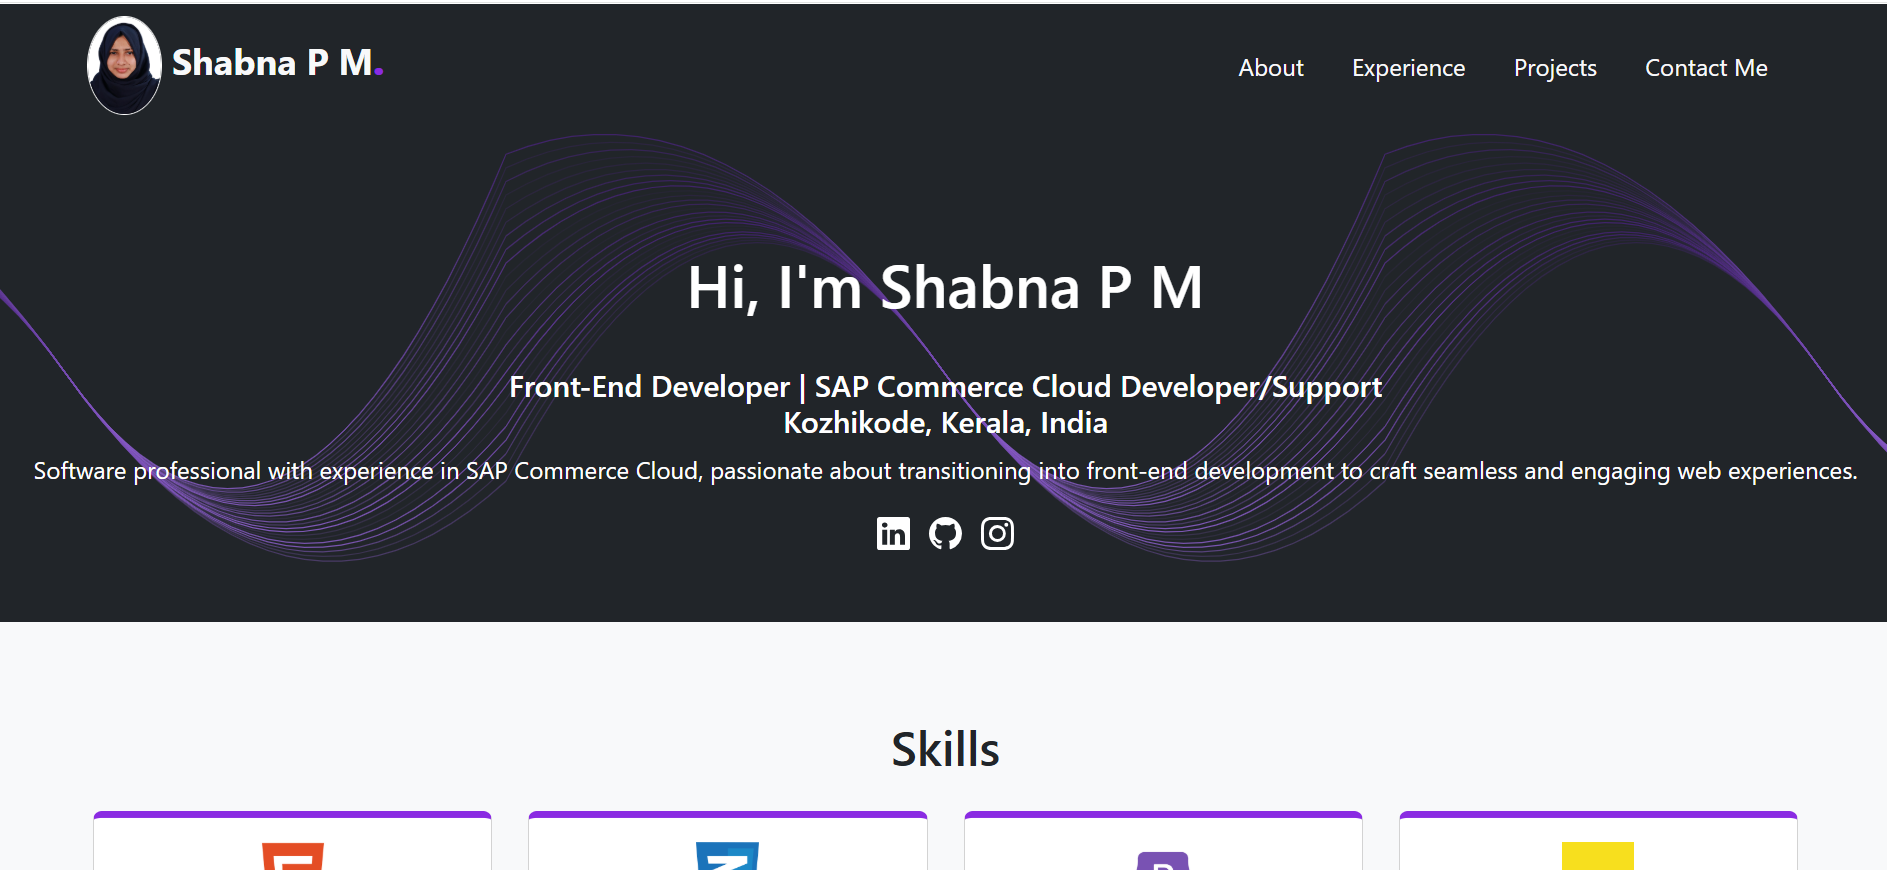 Shabna P M.
About Experience Projects Contact Me
Hi, I'm Shabna P M
Front-End Developer | SAP Commerce Cloud Developer/Support
Kozhikode, Kerala, India
Software professional with experience in SAP Commerce Cloud, passionate about transitioning into front-end development to craft seamless and engaging web experiences.
in
Skills